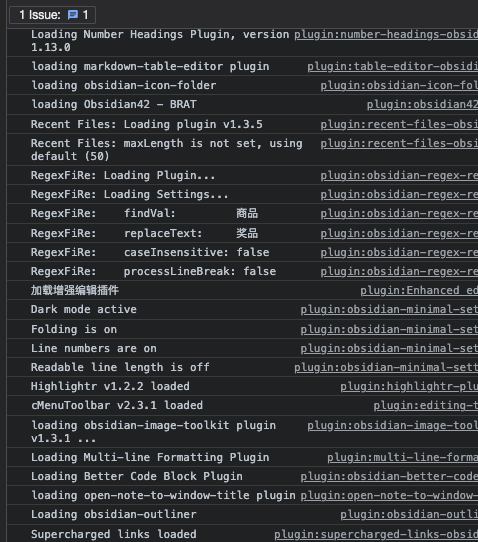 1 Issue: 1
Loading Number Headings Plugin, version plugin:number-headings-obsid
1.13.0
loading markdown-table-editor plugin plugin:table-editor-obsidi
loading obsidian-icon-folder plugin:obsidian-icon-fol
loading Obsidian42 - BRAT plugin:obsidian42
Recent Files: Loading plugin v1.3.5 plugin:recent-files-obsi
Recent Files: maxLength is not set, using plugin:recent-files-obsi
default (50)
RegexFiRe: Loading Plugin... plugin:obsidian-regex-re
RegexFiRe: Loading Settings... plugin:obsidian-regex-re
RegexFiRe: findVal: 商品 plugin:obsidian-regex-re
RegexFiRe: replaceText: 奖品 plugin:obsidian-regex-re
RegexFiRe: caseInsensitive: false plugin:obsidian-regex-re
RegexFiRe: processLineBreak: false plugin:obsidian-regex-re
加载增强编辑插件 plugin:Enhanced ed
Dark mode active plugin:obsidian-minimal-set
Folding is on plugin:obsidian-minimal-set
Line numbers are on plugin:obsidian-minimal-set
Readable line length is off plugin:obsidian-minimal-sett
Highlightr v1.2.2 loaded plugin:highlightr-plu
cMenuToolbar v2.3.1 loaded plugin:editing-t
loading obsidian-image-toolkit plugin plugin:obsidian-image-tool
v1.3.1 ...
Loading Multi-line Formatting Plugin plugin:multi-line-forma
Loading Better Code Block Plugin plugin:obsidian-better-code
loading open-note-to-window-title plugin plugin:open-note-to-window-
Loading obsidian-outliner plugin:obsidian-outli
Supercharged links loaded plugin:supercharged-links-obsid